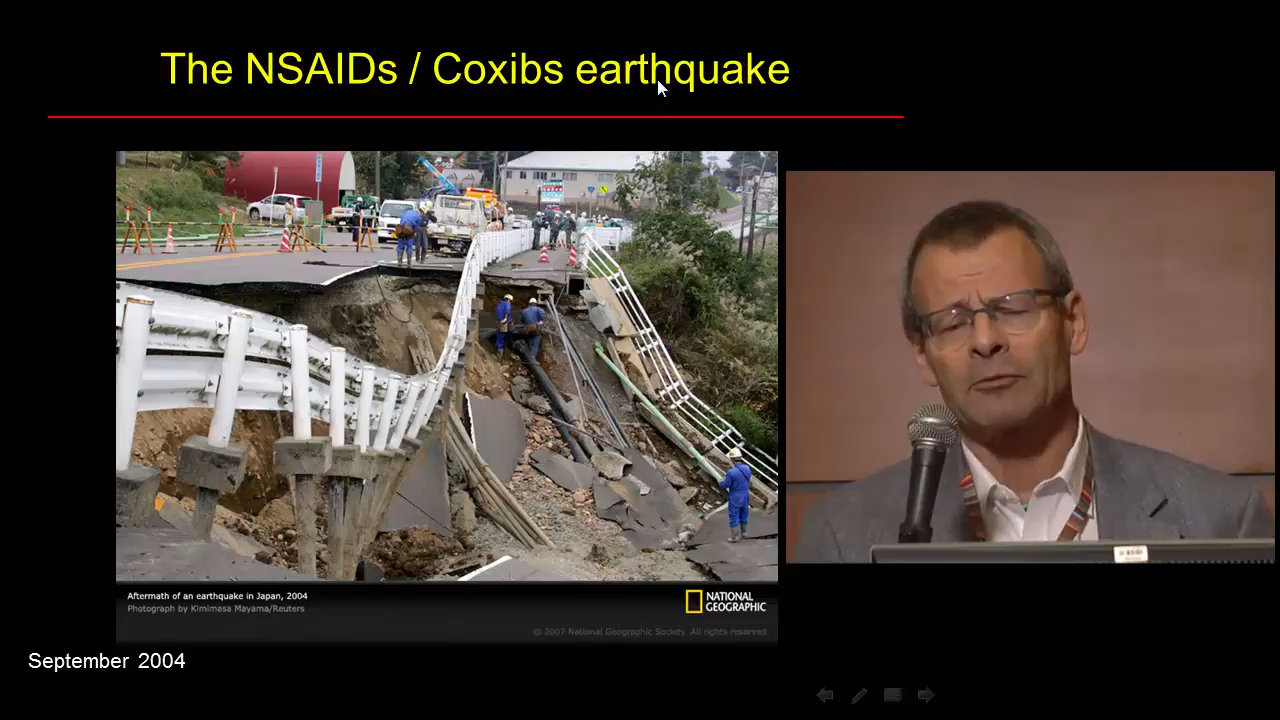 The NSAIDs / Coxibs earthquake
Aftermath of an earthquake in Japan, 2004
Photograph by Kimimasa Mayama/Reuters
NATIONAL
GEOGRAPHIC
© 2007 National Geographic Society. All rights reserved.
September 2004